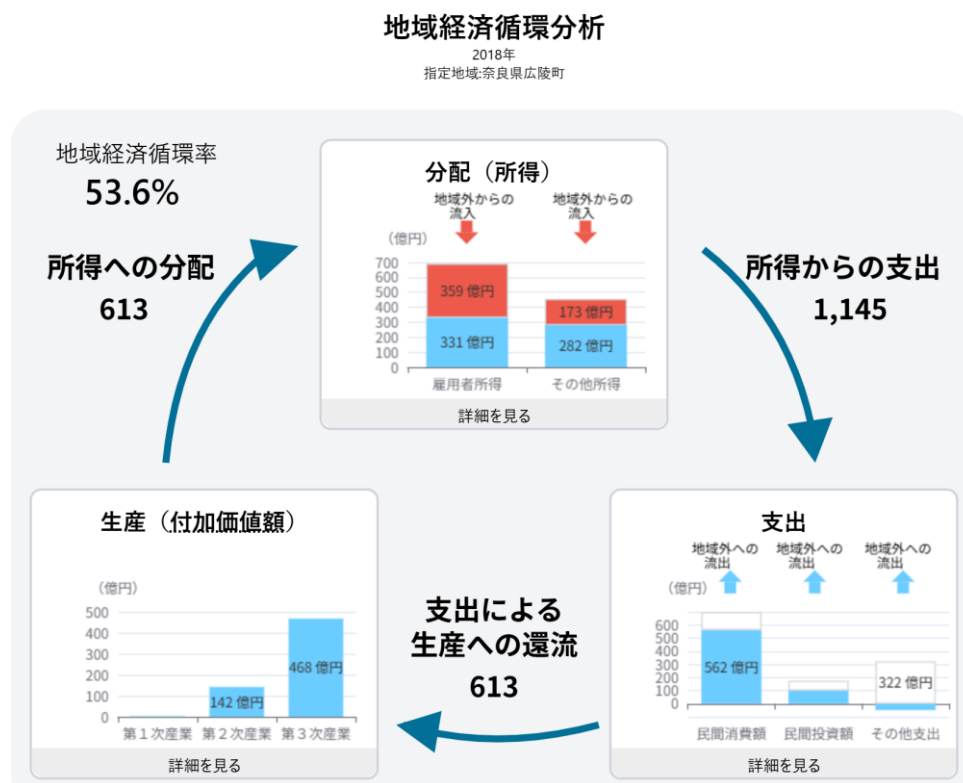 地域経済循環分析
2018年
指定地域:奈良県広陵町
地域経済循環率
53.6%
所得への分配
613
分配（所得）
地域外からの
流入
地域外からの
流入
（億円）
700
600
500
400
300
200
100
0
359 億円
331 億円
173 億円
282 億円
雇用者所得
その他所得
詳細を見る
所得からの支出
1,145
生産（付加価値額）
（億円）
500
400
300
200
100
0
142 億円
468 億円
第１次産業
第２次産業
第３次産業
詳細を見る
支出による
生産への還流
613
支出
地域外への
流出
地域外への
流出
地域外への
流出
（億円）
600
500
400
300
200
100
0
562 億円
322 億円
民間消費額
民間投資額
その他支出
詳細を見る